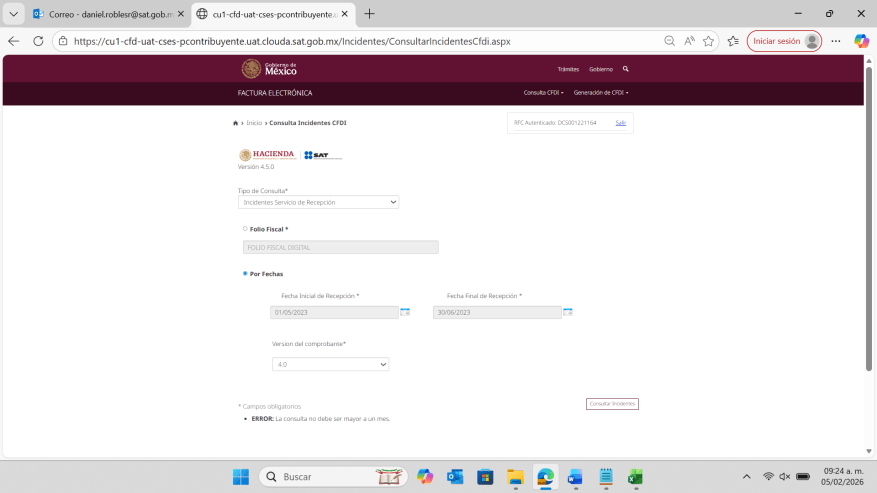 Correo - daniel.roblesr@sat.gob.m
cu1-cfd-uat-cses-pcontribuyente.u
https://cu1-cfd-uat-cses-pcontribuyente.uat.clouda.sat.gob.mx/Incidentes/ConsultarIncidentesCfdi.aspx
Iniciar sesión
Gobierno de
México
Trámites Gobierno
FACTURA ELECTRÓNICA
Consulta CFDI Generación de CFDI
Inicio > Consulta Incidentes CFDI
RFC Autenticado: DCS001221164 Salir
HACIENDA SAT
Versión 4.5.0
Tipo de Consulta*
Incidentes Servicio de Recepción
Folio Fiscal *
FOLIO FISCAL DIGITAL
Por Fechas
Fecha Inicial de Recepción * Fecha Final de Recepción *
01/05/2023 30/06/2023
Version del comprobante*
4.0
* Campos obligatorios
Consultar Incidentes
• ERROR: La consulta no debe ser mayor a un mes.
Buscar
09:24 a. m.
05/02/2026